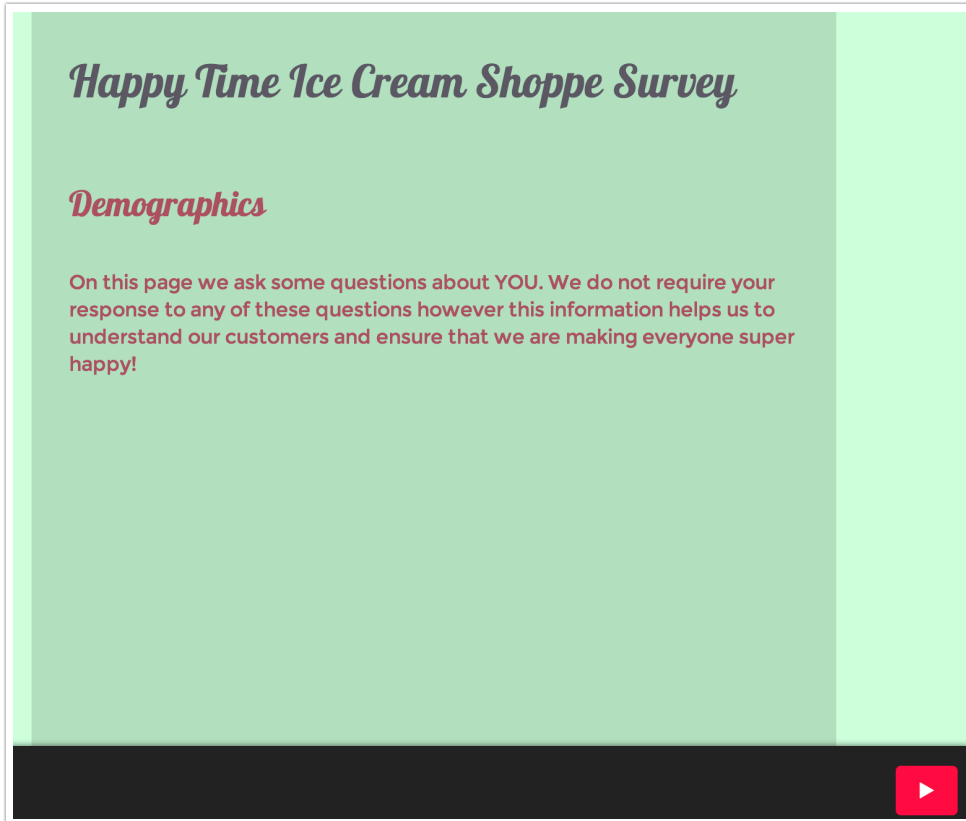 Happy Time Ice Cream Shoppe Survey
Demographics
On this page we ask some questions about YOU. We do not require your
response to any of these questions however this information helps us to
understand our customers and ensure that we are making everyone super
happy!